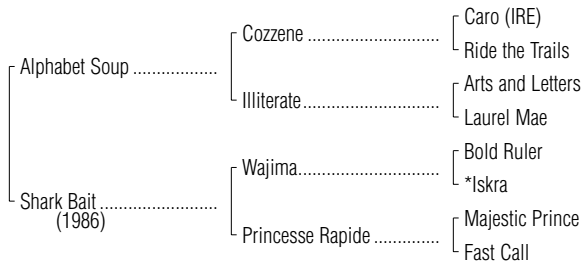 Caro (IRE)
Cozzene ........................................
Ride the Trails
Alphabet Soup ..................
Arts and Letters
Illiterate..........................................
Laurel Mae
Bold Ruler
Wajima...........................................
*Iskra
Shark Bait .........................
(1986)
Majestic Prince
Princesse Rapide .....................
Fast Call